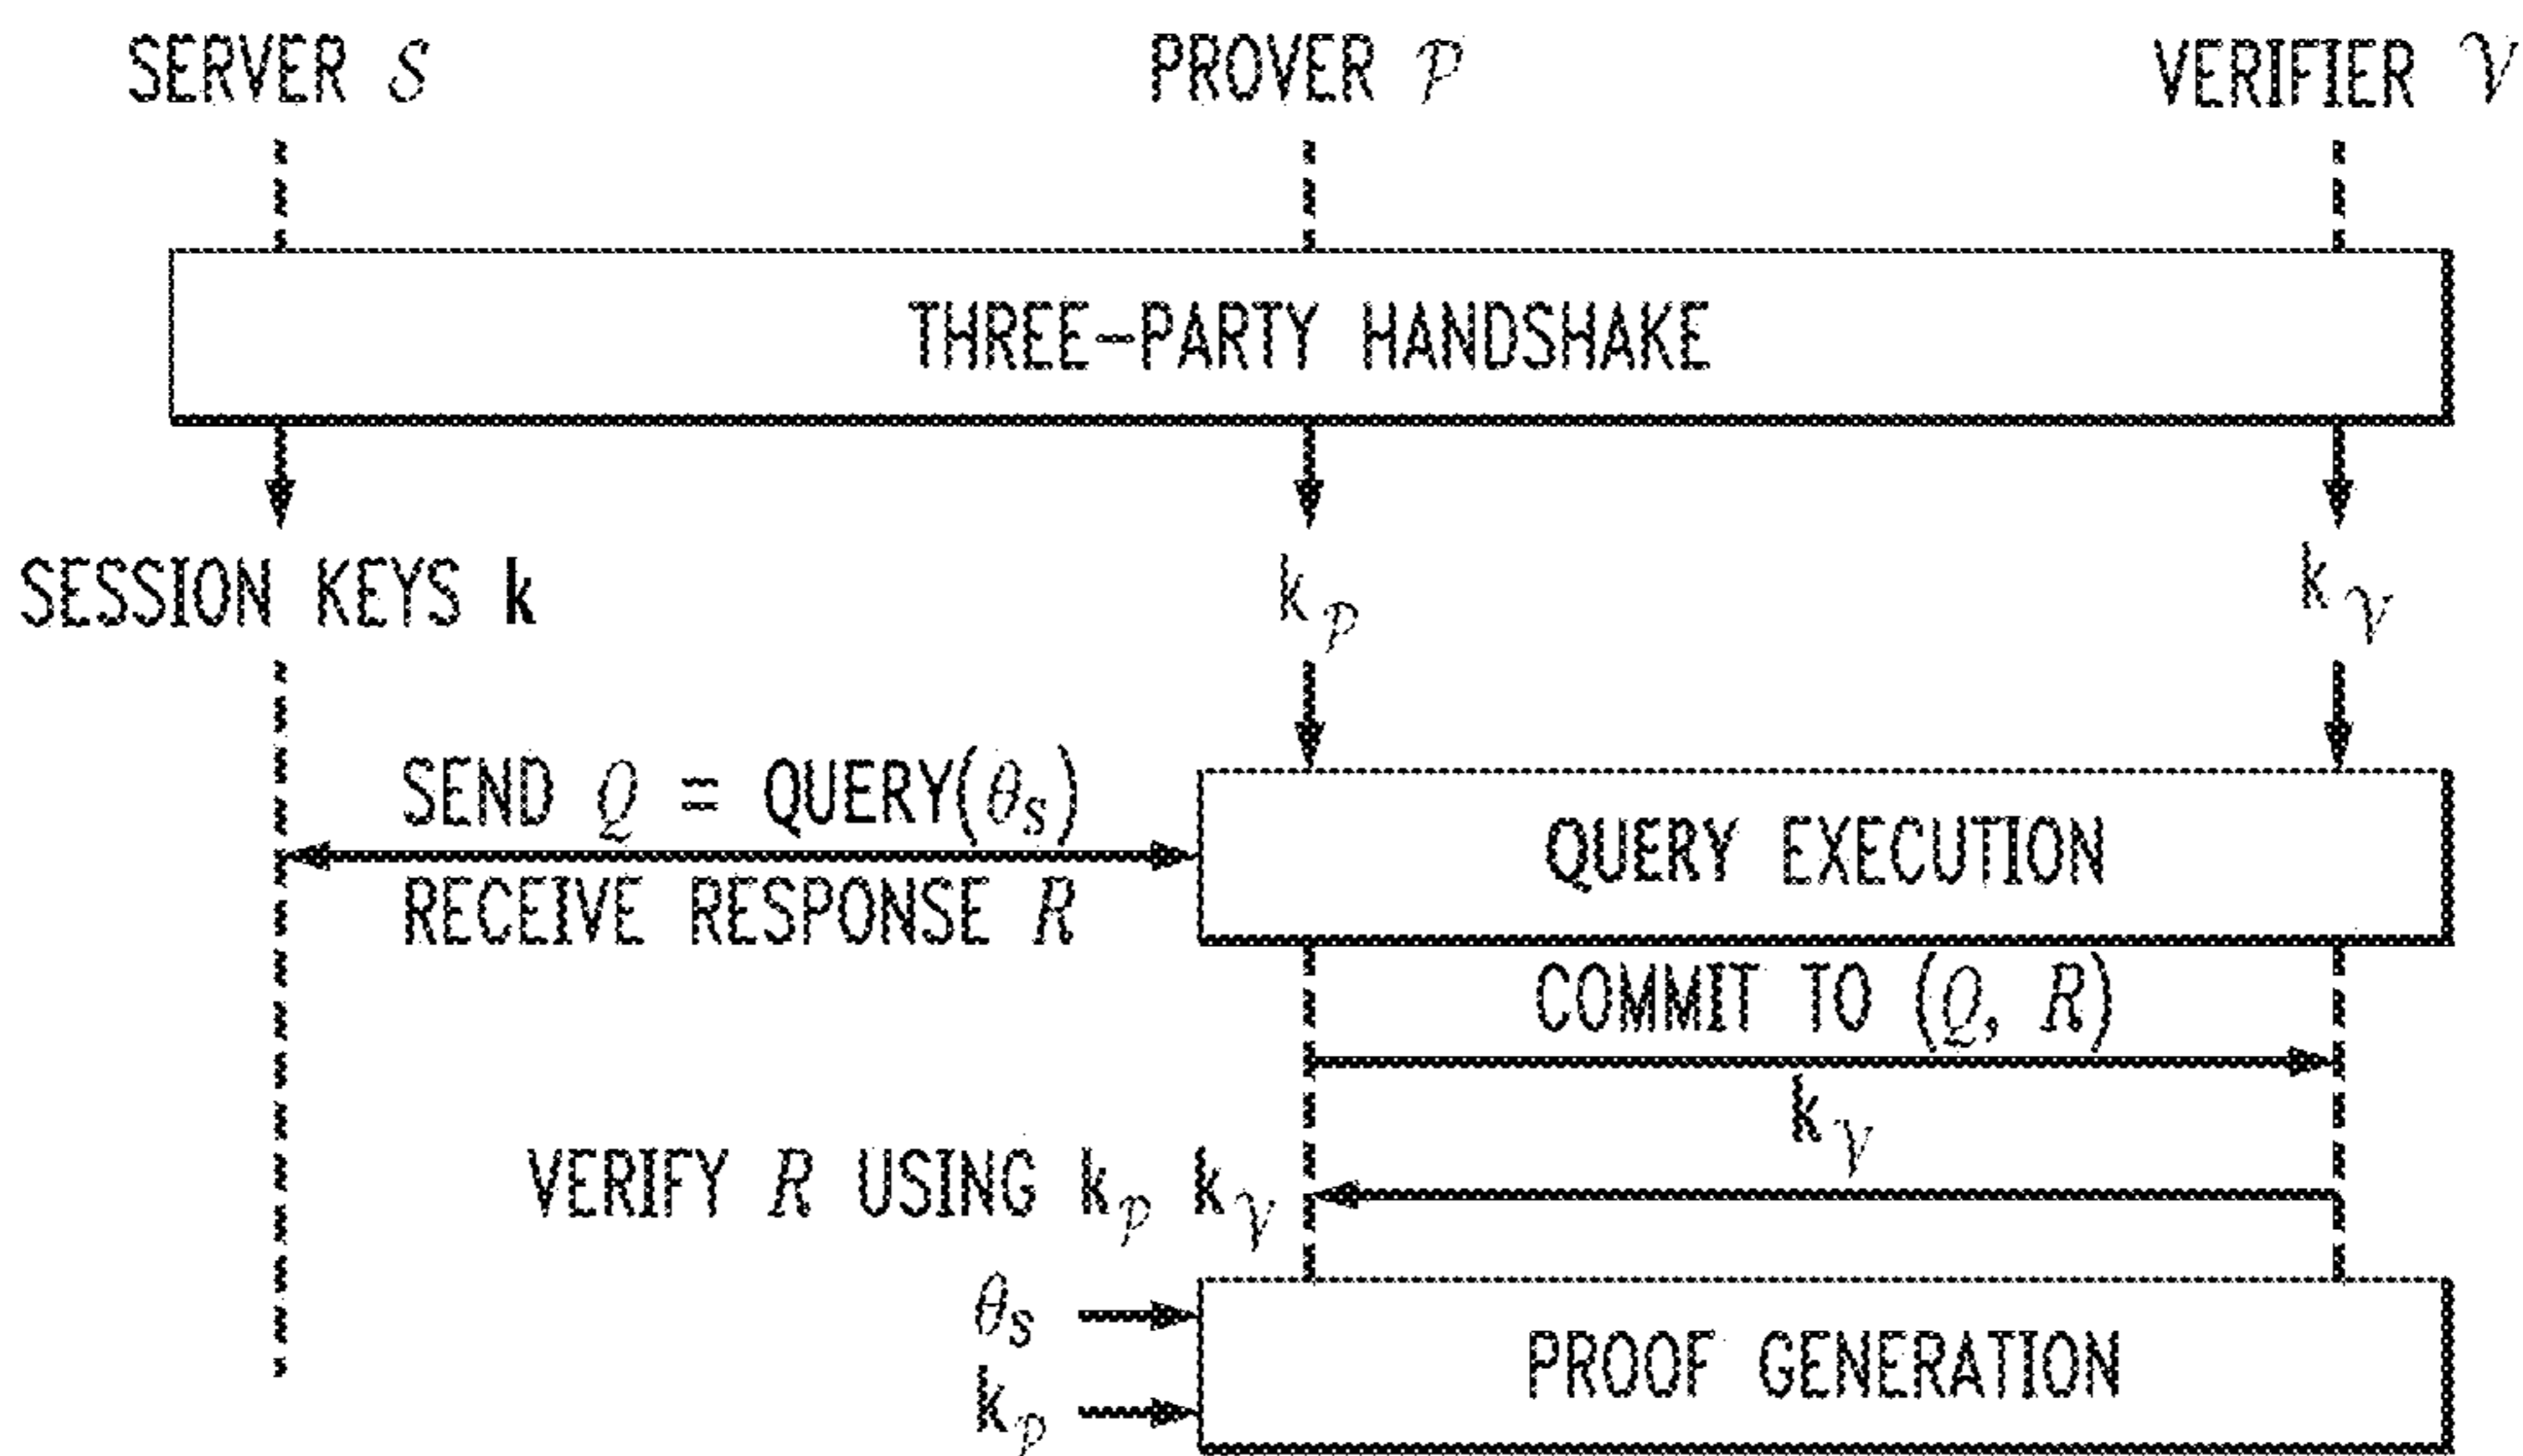 SERVER 𝒮 PROVER 𝒫 VERIFIER 𝒱
THREE-PARTY HANDSHAKE
SESSION KEYS k k𝒫 k𝒱
SEND Q = QUERY(θS)
RECEIVE RESPONSE R
QUERY EXECUTION
COMMIT TO (Q, R)
k𝒱
VERIFY R USING k𝒫 k𝒱
θS
k𝒫
PROOF GENERATION